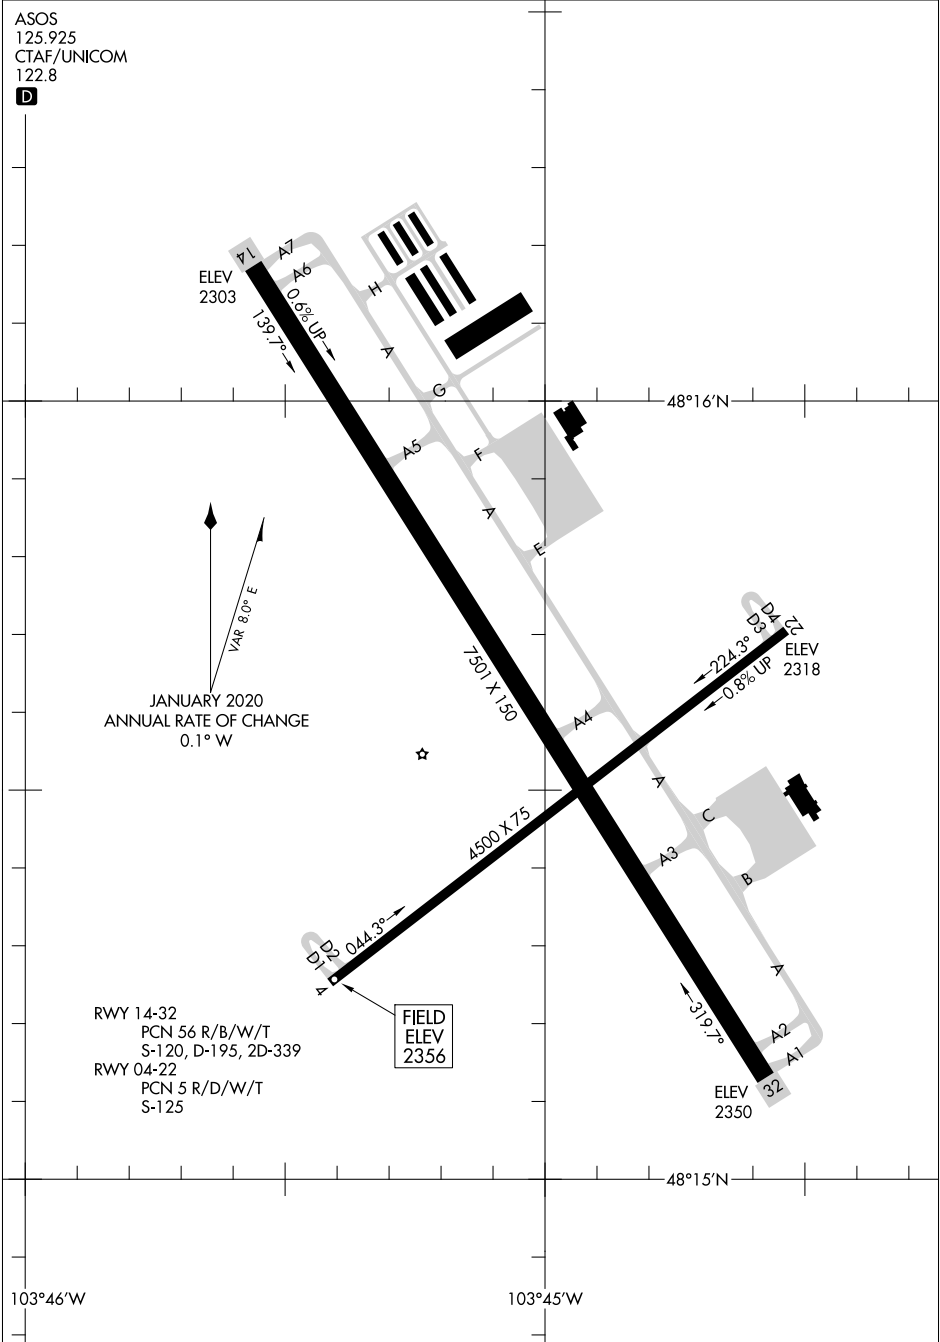 ASOS
125.925
CTAF/UNICOM
122.8
D
14
A7
A6
ELEV
2303
0.6% UP
139.7°
H
A
G
48°16'N
A5
F
A
E
VAR 8.0° E
D4
D3
22
224.3°
0.8% UP
ELEV
2318
7501 X 150
JANUARY 2020
ANNUAL RATE OF CHANGE
0.1° W
A4
A
C
4500 X 75
A3
B
044.3°
D2
D1
4
A
FIELD
ELEV
2356
319.7°
RWY 14-32
PCN 56 R/B/W/T
S-120, D-195, 2D-339
RWY 04-22
PCN 5 R/D/W/T
S-125
A2
A1
ELEV
2350
32
48°15'N
103°46'W
103°45'W